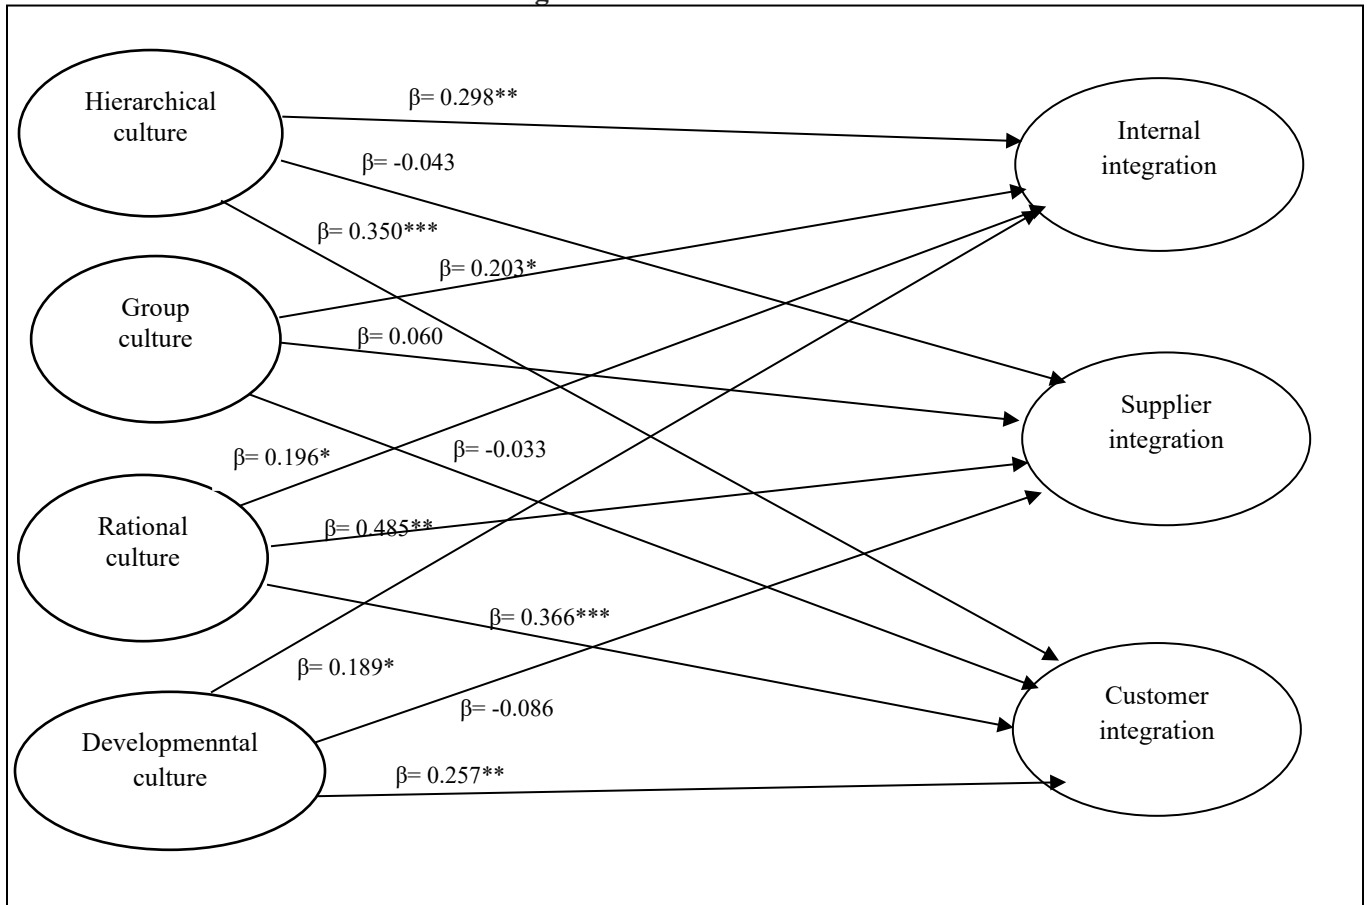 Hierarchical
culture
β= 0.298**
Internal
integration
β= -0.043
β= 0.350***
β= 0.203*
Group
culture
β= 0.060
Supplier
integration
β= 0.196*
β= -0.033
Rational
culture
β= 0.485**
β= 0.366***
β= 0.189*
β= -0.086
Customer
integration
Developmenntal
culture
β= 0.257**